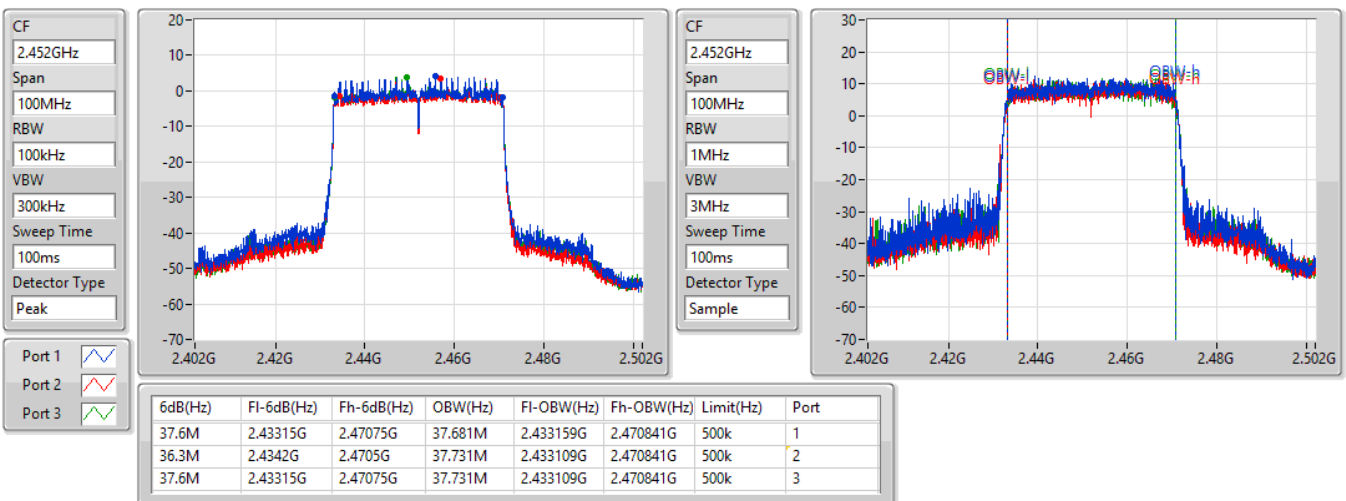 CF
2.452GHz
Span
100MHz
RBW
100kHz
VBW
300kHz
Sweep Time
100ms
Detector Type
Peak
20
10
0
-10
-20
-30
-40
-50
-60
-70
2.402G 2.42G 2.44G 2.46G 2.48G 2.502G
CF
2.452GHz
Span
100MHz
RBW
1MHz
VBW
3MHz
Sweep Time
100ms
Detector Type
Sample
30
20
10
0
-10
-20
-30
-40
-50
-60
-70
OBW-l OBW-h
2.402G 2.42G 2.44G 2.46G 2.48G 2.502G
Port 1
Port 2
Port 3
6dB(Hz) Fl-6dB(Hz) Fh-6dB(Hz) OBW(Hz) Fl-OBW(Hz) Fh-OBW(Hz) Limit(Hz) Port
37.6M 2.43315G 2.47075G 37.681M 2.433159G 2.470841G 500k 1
36.3M 2.4342G 2.4705G 37.731M 2.433109G 2.470841G 500k 2
37.6M 2.43315G 2.47075G 37.731M 2.433109G 2.470841G 500k 3